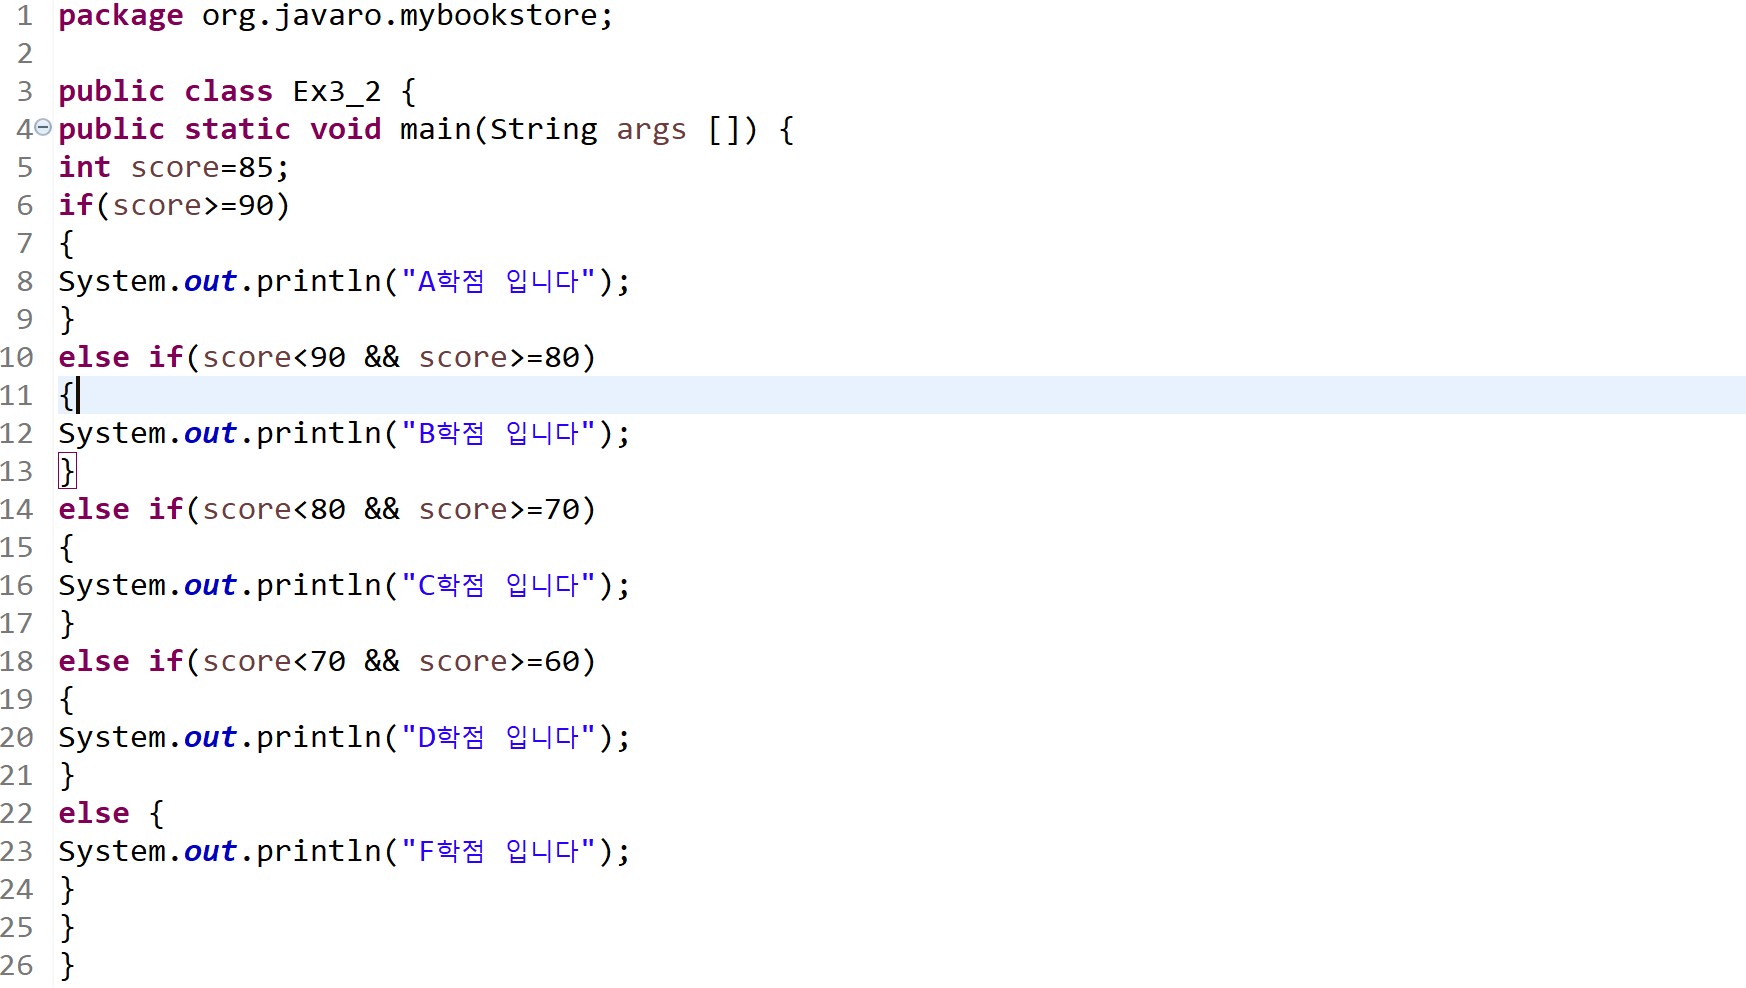 1 package org.javaro.mybookstore;
2
3 public class Ex3_2 {
4 public static void main(String args []) {
5 int score=85;
6 if(score>=90)
7 {
8 System.out.println("A학점 입니다");
9 }
10 else if(score<90 && score>=80)
11 {
12 System.out.println("B학점 입니다");
13 }
14 else if(score<80 && score>=70)
15 {
16 System.out.println("C학점 입니다");
17 }
18 else if(score<70 && score>=60)
19 {
20 System.out.println("D학점 입니다");
21 }
22 else {
23 System.out.println("F학점 입니다");
24 }
25 }
26 }